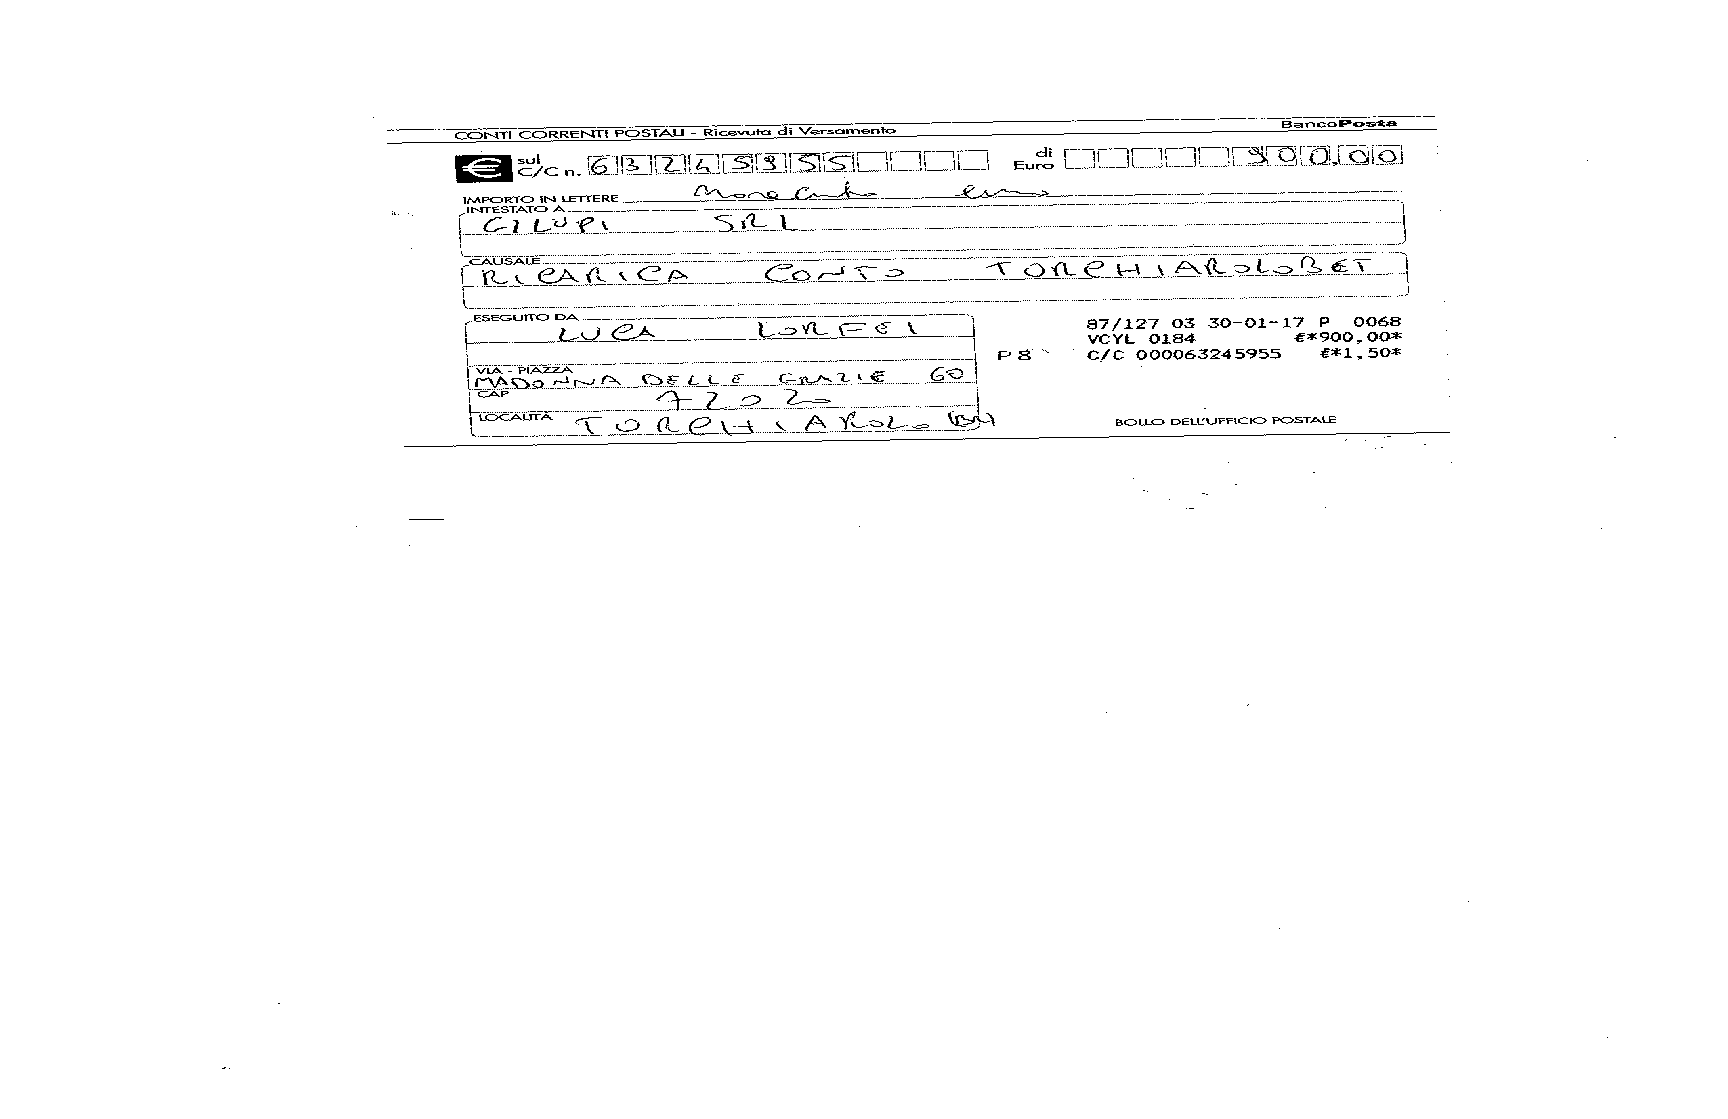 CONTI CORRENTI POSTALI - Ricevuta di Versamento BancoPosta
€ sul C/C n. 63245955 di Euro 900,00
IMPORTO IN LETTERE Novecento euro
INTESTATO A
GILUPI SRL
CAUSALE
RICARICA CONTO TORCHIAROLOBET
ESEGUITO DA
LUCA
VIA - PIAZZA
MADONNA DELLE GRAZIE 60
CAP
72020
LOCALITÀ TORCHIAROLO (BR)
87/127 03 30-01-17 P 0068
VCYL 0184 €*900,00*
P 8 C/C 000063245955 €*1,50*
BOLLO DELL'UFFICIO POSTALE